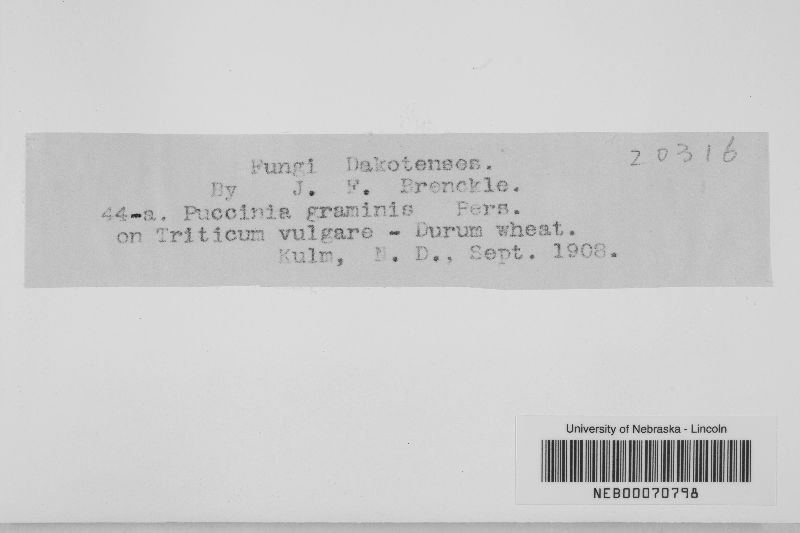 20316
Fungi Dakotenses.
By J. F. Brenckle.
44-a. Puccinia graminis Pers.
on Triticum vulgare - Durum wheat.
Kulm, N. D., Sept. 1908.
University of Nebraska - Lincoln
NEB00070798